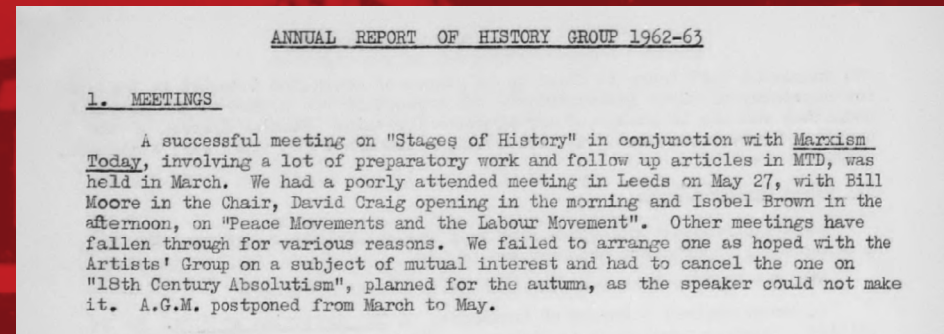 ANNUAL REPORT OF HISTORY GROUP 1962-63
1. MEETINGS
A successful meeting on "Stages of History" in conjunction with Marxism
Today, involving a lot of preparatory work and follow up articles in MTD, was
held in March. We had a poorly attended meeting in Leeds on May 27, with Bill
Moore in the Chair, David Craig opening in the morning and Isobel Brown in the
afternoon, on "Peace Movements and the Labour Movement". Other meetings have
fallen through for various reasons. We failed to arrange one as hoped with the
Artists' Group on a subject of mutual interest and had to cancel the one on
"18th Century Absolutism", planned for the autumn, as the speaker could not make
it. A.G.M. postponed from March to May.